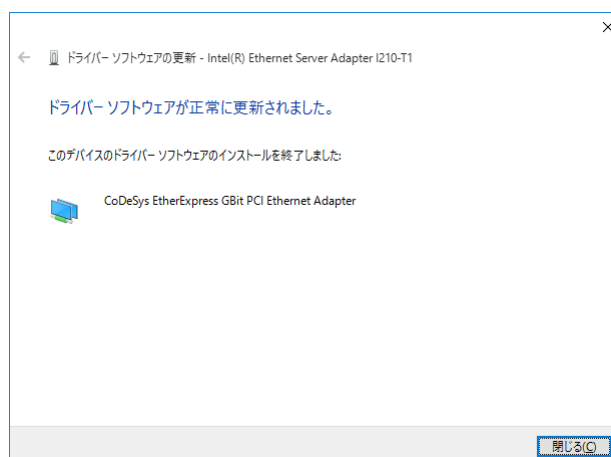 ドライバー ソフトウェアの更新 - Intel(R) Ethernet Server Adapter I210-T1
ドライバー ソフトウェアが正常に更新されました。
このデバイスのドライバー ソフトウェアのインストールを終了しました:
CoDeSys EtherExpress GBit PCI Ethernet Adapter
閉じる(C)